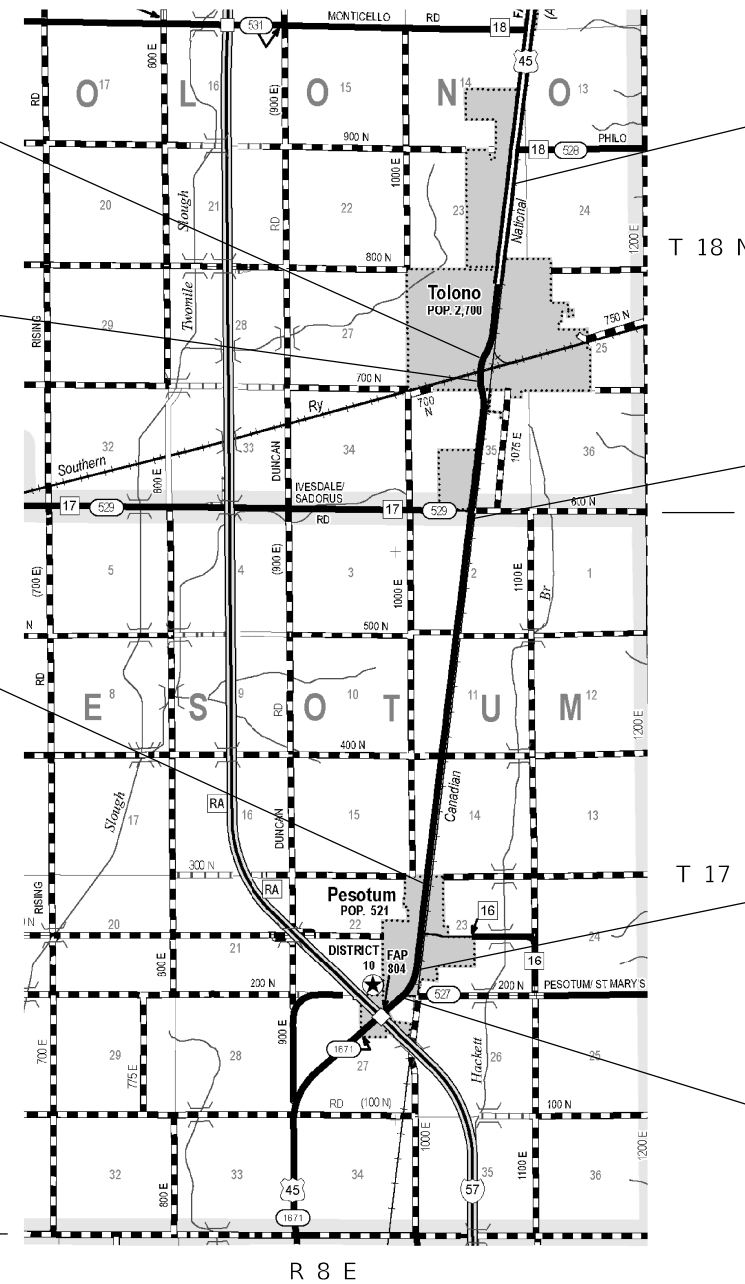 MONTICELLO RD
531
18
45
800 E
17
16
15
14
13
O L O N O
RD
(900 E)
900 N
PHILO
18
528
1000 E
20
21
22
23
24
Slough
RD
National
1200 E
T 18 N
800 N
Tolono
POP. 2,700
Twomile
750 N
RISING
29
28
27
25
700 N
700
N
Ry
32
33
34
35
36
Southern
800 E
DUNCAN
1075 E
IVESDALE/
SADORUS
17
529
RD
17
529
600 N
(700 E)
5
4
(900 E)
3
1000 E
2
1100 E
1
Br
N
500 N
RD
8
9
RD
10
11
12
E S O T U M
1200 E
400 N
Slough
17
RA
16
DUNCAN
15
Canadian
14
13
300 N
RISING
RA
Pesotum
POP. 521
T 17
20
21
22
23
16
24
N
DISTRICT
10
FAP
804
16
800 E
200 N
527
200 N
PESOTUM/ ST MARY'S
700 E
29
775 E
28
900 E
1671
27
Hackett
26
25
RD (100 N)
100 N
1000 E
1200 E
32
800 E
33
34
35
1100 E
36
45
1671
57
R 8 E